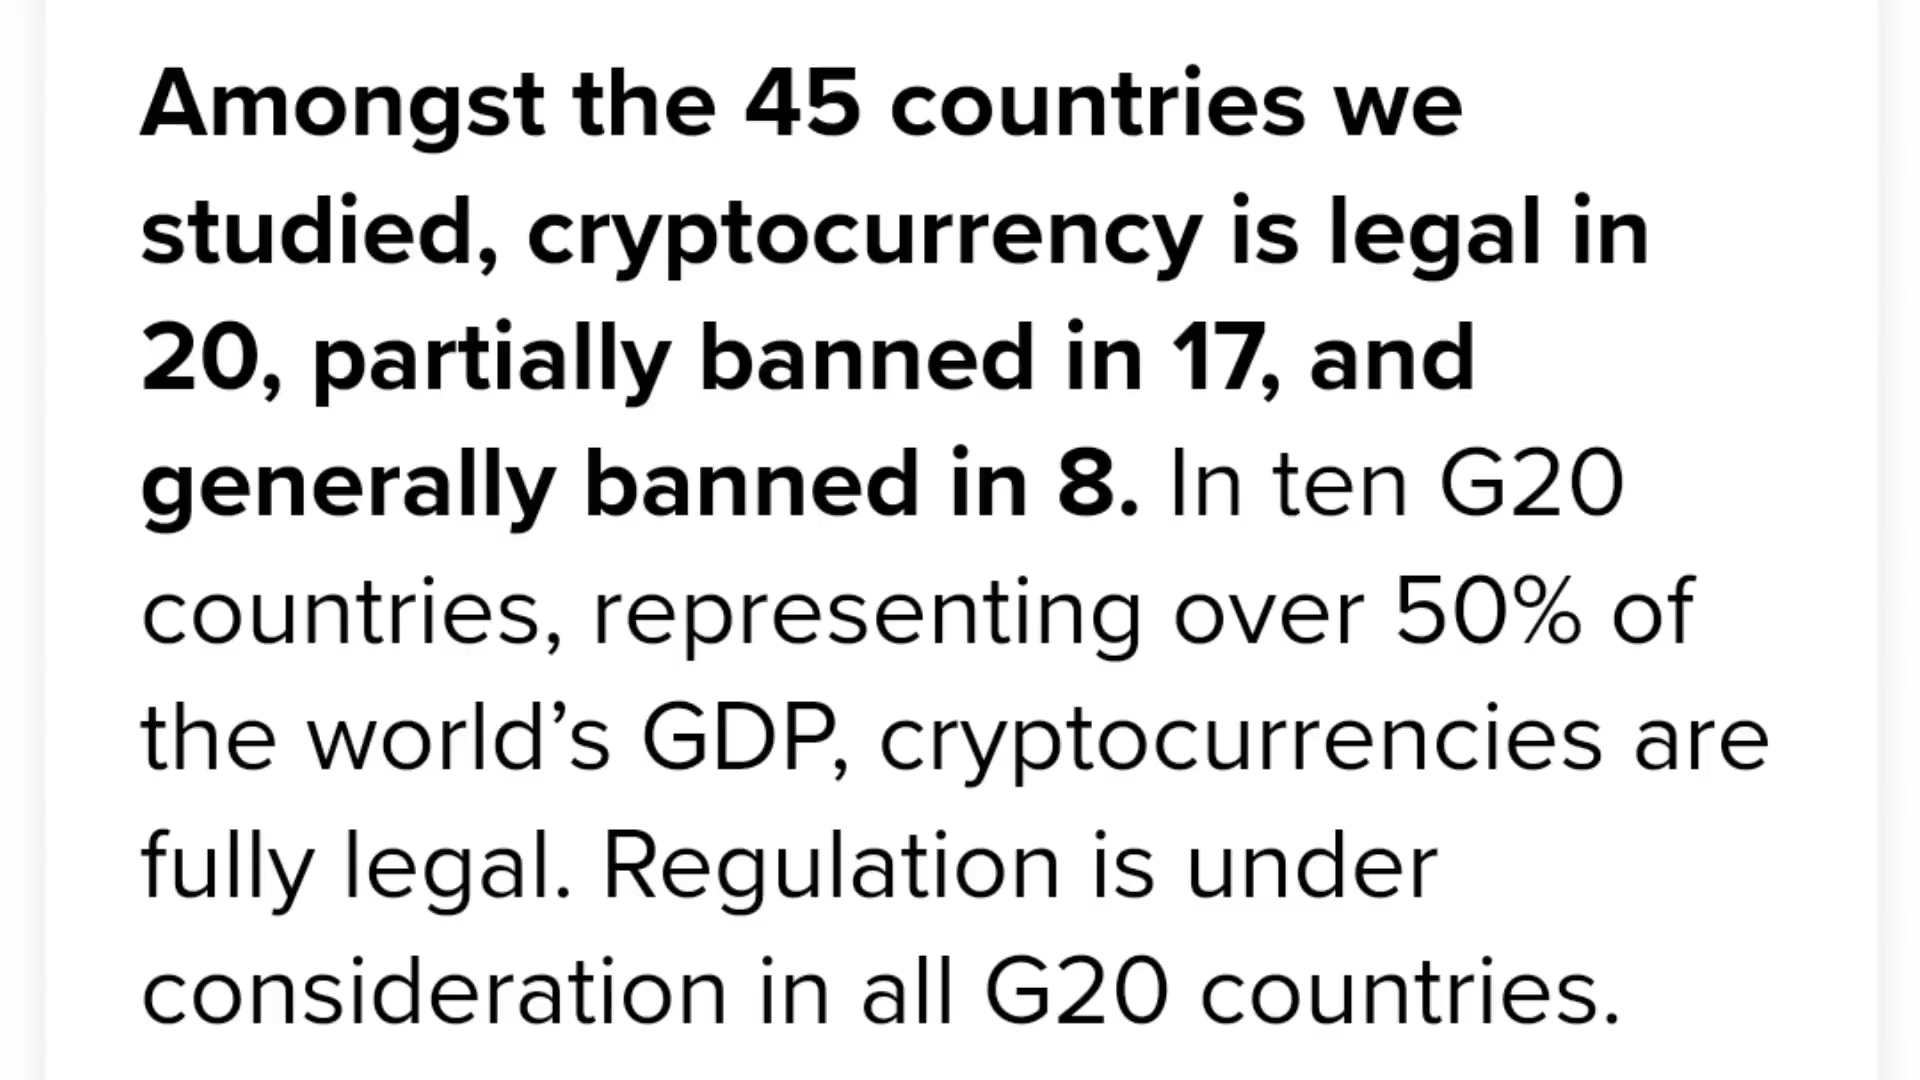 Amongst the 45 countries we
studied, cryptocurrency is legal in
20, partially banned in 17, and
generally banned in 8. In ten G20
countries, representing over 50% of
the world’s GDP, cryptocurrencies are
fully legal. Regulation is under
consideration in all G20 countries.